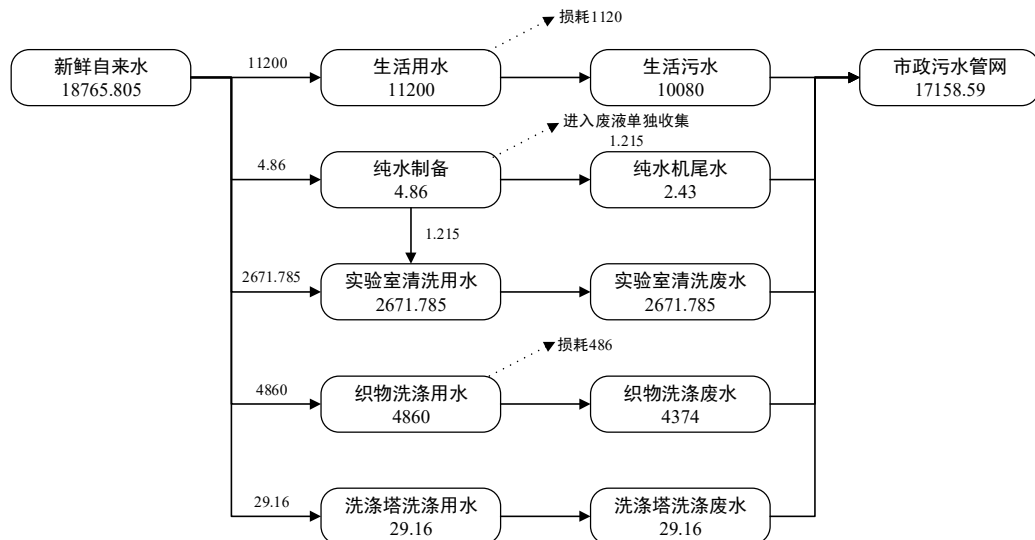 损耗1120
新鲜自来水
18765.805
11200
生活用水
11200
生活污水
10080
市政污水管网
17158.59
进入废液单独收集
1.215
4.86
纯水制备
4.86
纯水机尾水
2.43
1.215
2671.785
实验室清洗用水
2671.785
实验室清洗废水
2671.785
损耗486
4860
织物洗涤用水
4860
织物洗涤废水
4374
29.16
洗涤塔洗涤用水
29.16
洗涤塔洗涤废水
29.16